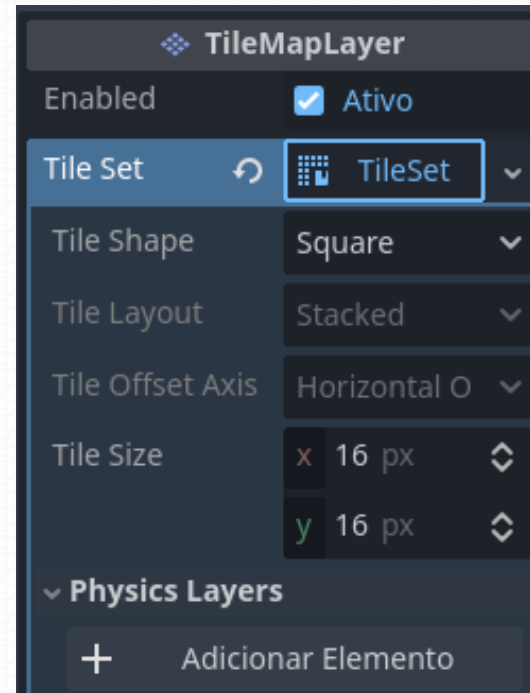 TileMapLayer
Enabled Ativo
Tile Set TileSet
Tile Shape Square
Tile Layout Stacked
Tile Offset Axis Horizontal O
Tile Size x 16 px
y 16 px
Physics Layers
+ Adicionar Elemento